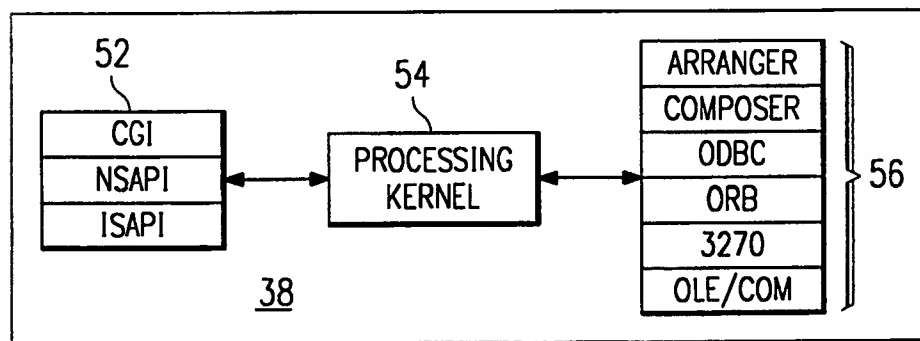 52
CGI
NSAPI
ISAPI
54
PROCESSING
KERNEL
ARRANGER
COMPOSER
ODBC
ORB
3270
OLE/COM
56
38